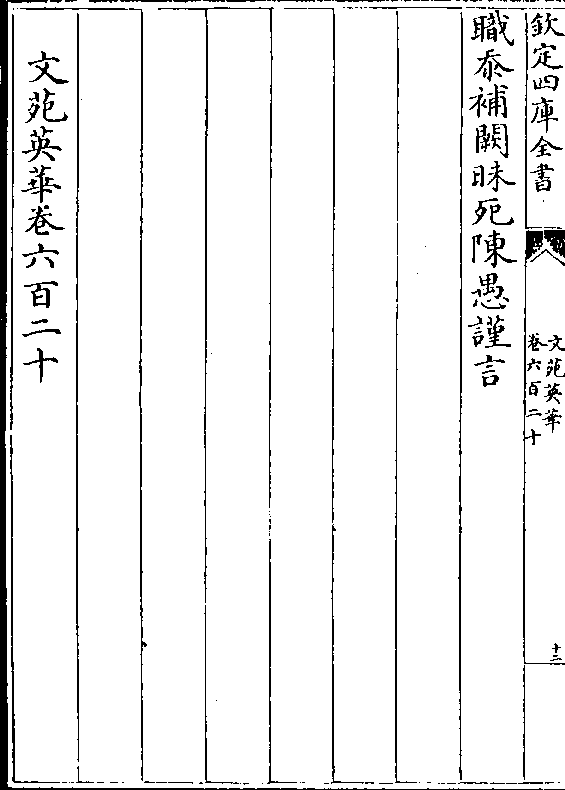 欽定四庫全書
文苑英華
卷六百二十
十二
職忝補闕昧死陳愚謹言
文苑英華卷六百二十